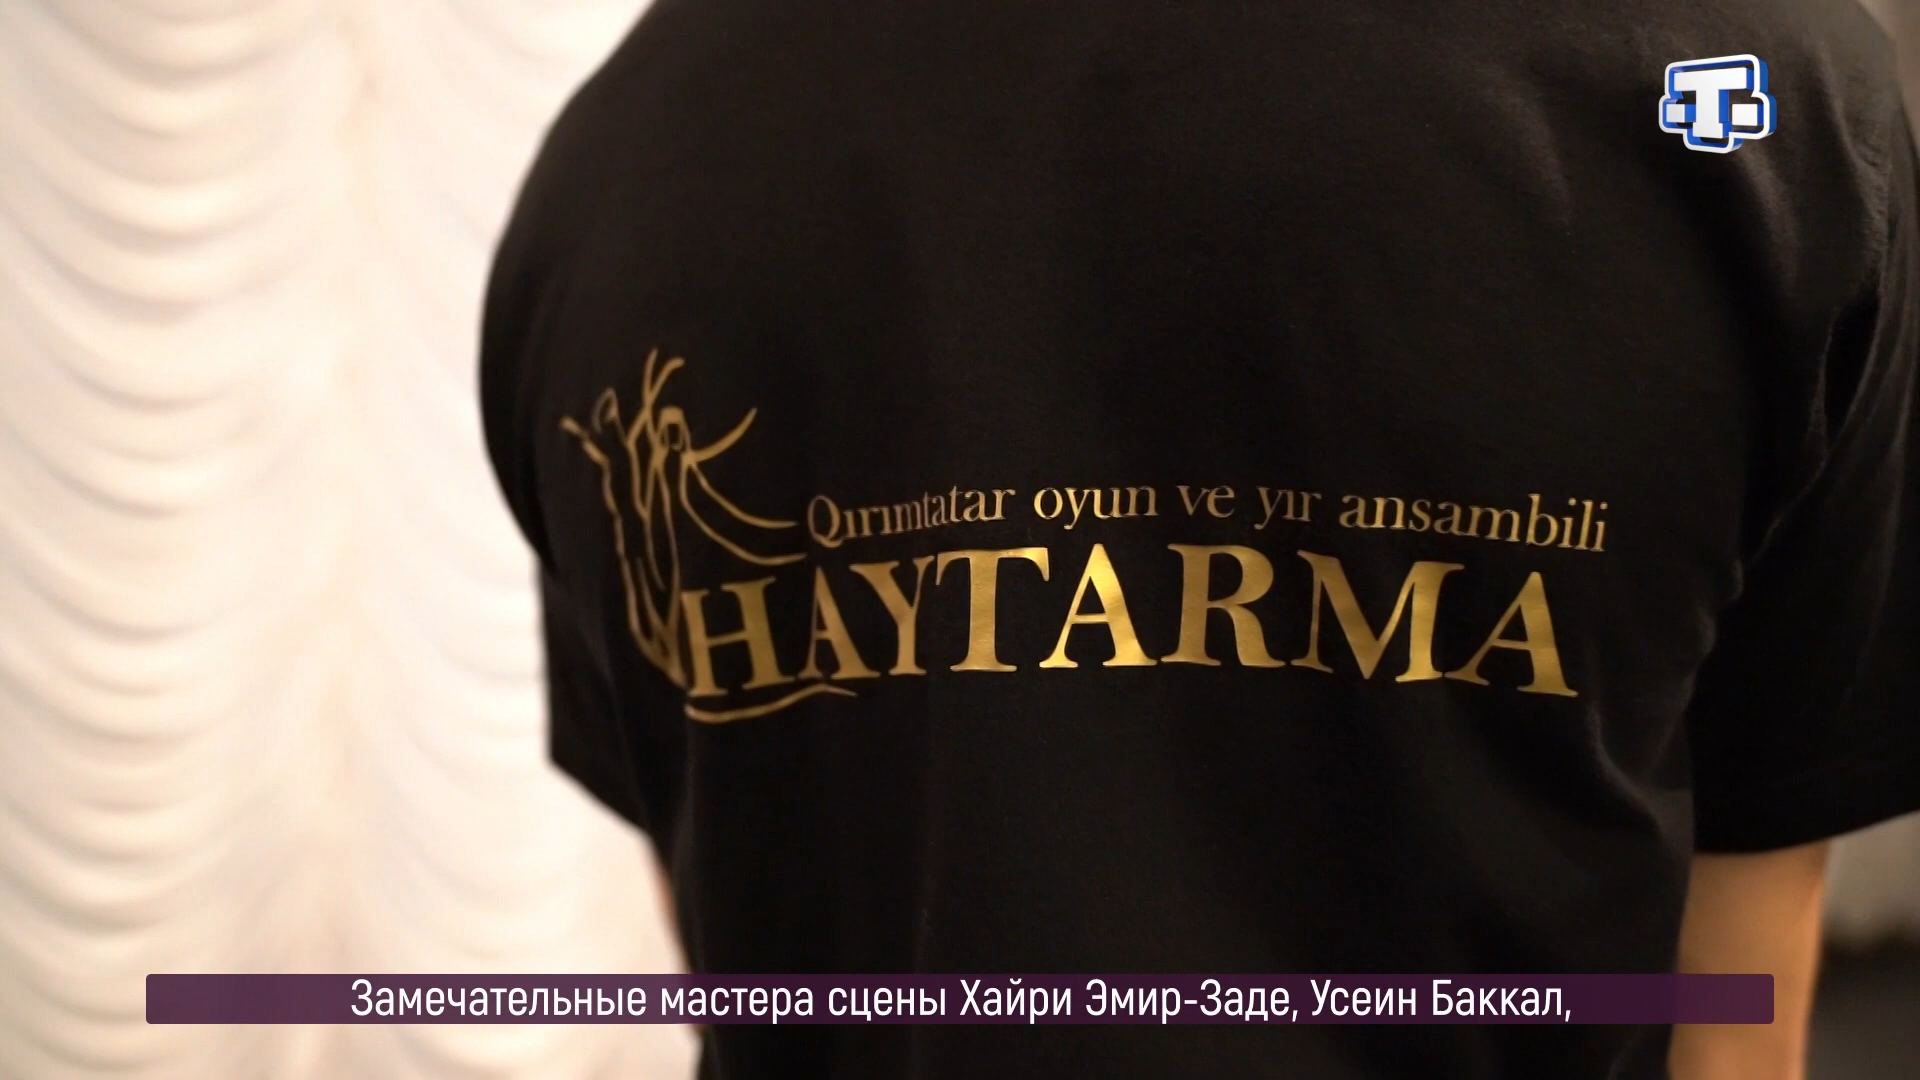 Qırımtatar oyun ve yır ansambili
HAYTARMA
Замечательные мастера сцены Хайри Эмир-Заде, Усеин Баккал,